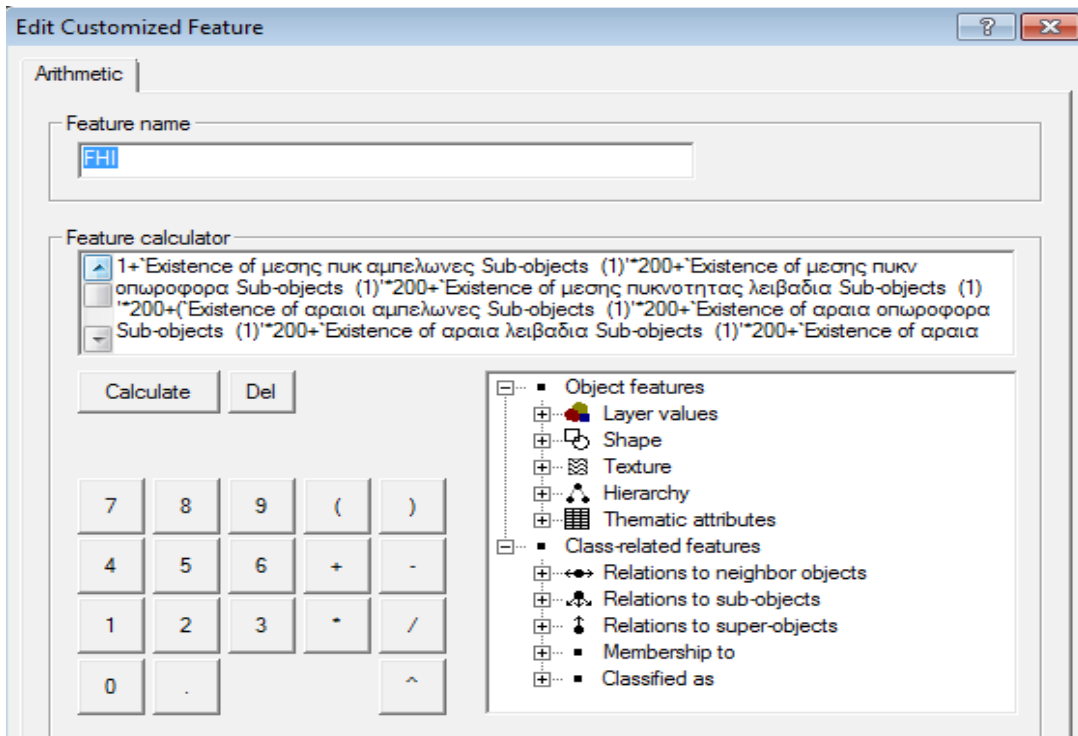 Edit Customized Feature
Arithmetic
Feature name
FHI
Feature calculator
1+`Existence of μεσης πυκ αμπελωνες Sub-objects (1)'*200+`Existence of μεσης πυκν
οπωροφορα Sub-objects (1)'*200+`Existence of μεσης πυκνοτητας λειβαδια Sub-objects (1)
'*200+(`Existence of αραιοι αμπελωνες Sub-objects (1)'*200+`Existence of αραια οπωροφορα
Sub-objects (1)'*200+`Existence of αραια λειβαδια Sub-objects (1)'*200+`Existence of αραια
Calculate Del
7 8 9 ( )
4 5 6 + -
1 2 3 * /
0 . ^
Object features
Layer values
Shape
Texture
Hierarchy
Thematic attributes
Class-related features
Relations to neighbor objects
Relations to sub-objects
Relations to super-objects
Membership to
Classified as